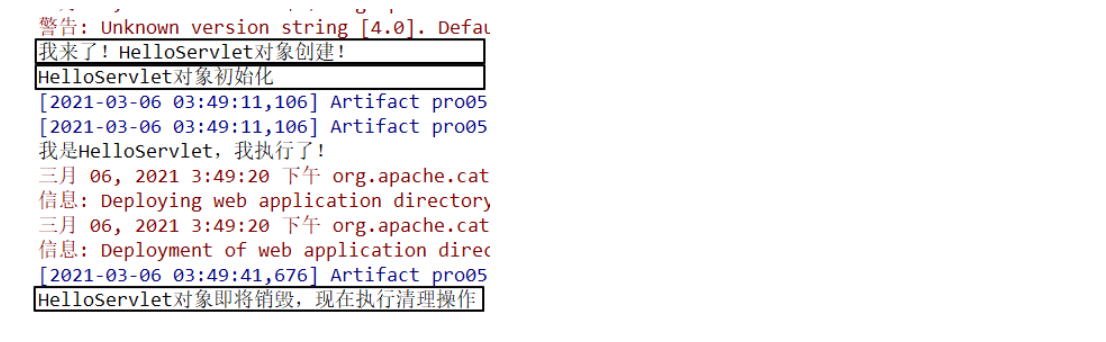 警告: Unknown version string [4.0]. Defau
我来了！HelloServlet对象创建！
HelloServlet对象初始化
[2021-03-06 03:49:11,106] Artifact pro05
[2021-03-06 03:49:11,106] Artifact pro05
我是HelloServlet，我执行了！
三月 06, 2021 3:49:20 下午 org.apache.cat
信息: Deploying web application directory
三月 06, 2021 3:49:20 下午 org.apache.cat
信息: Deployment of web application direc
[2021-03-06 03:49:41,676] Artifact pro05
HelloServlet对象即将销毁，现在执行清理操作